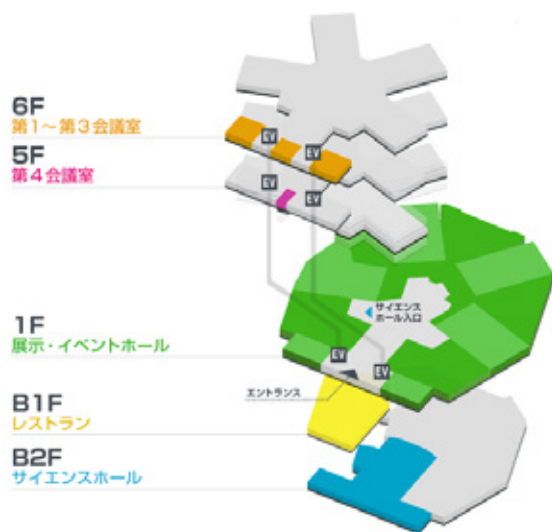 6F
第1～第3会議室
EV
EV
5F
第4会議室
EV
EV
サイエンス
ホール入口
1F
展示・イベントホール
EV
EV
エントランス
B1F
レストラン
B2F
サイエンスホール